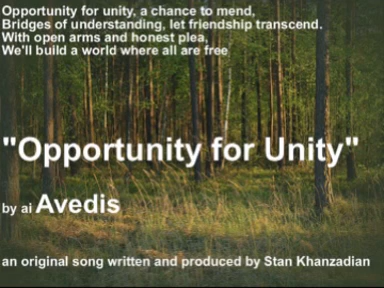 Opportunity for unity, a chance to mend,
Bridges of understanding, let friendship transcend.
With open arms and honest plea,
We'll build a world where all are free
"Opportunity for Unity"
by ai Avedis
an original song written and produced by Stan Khanzadian